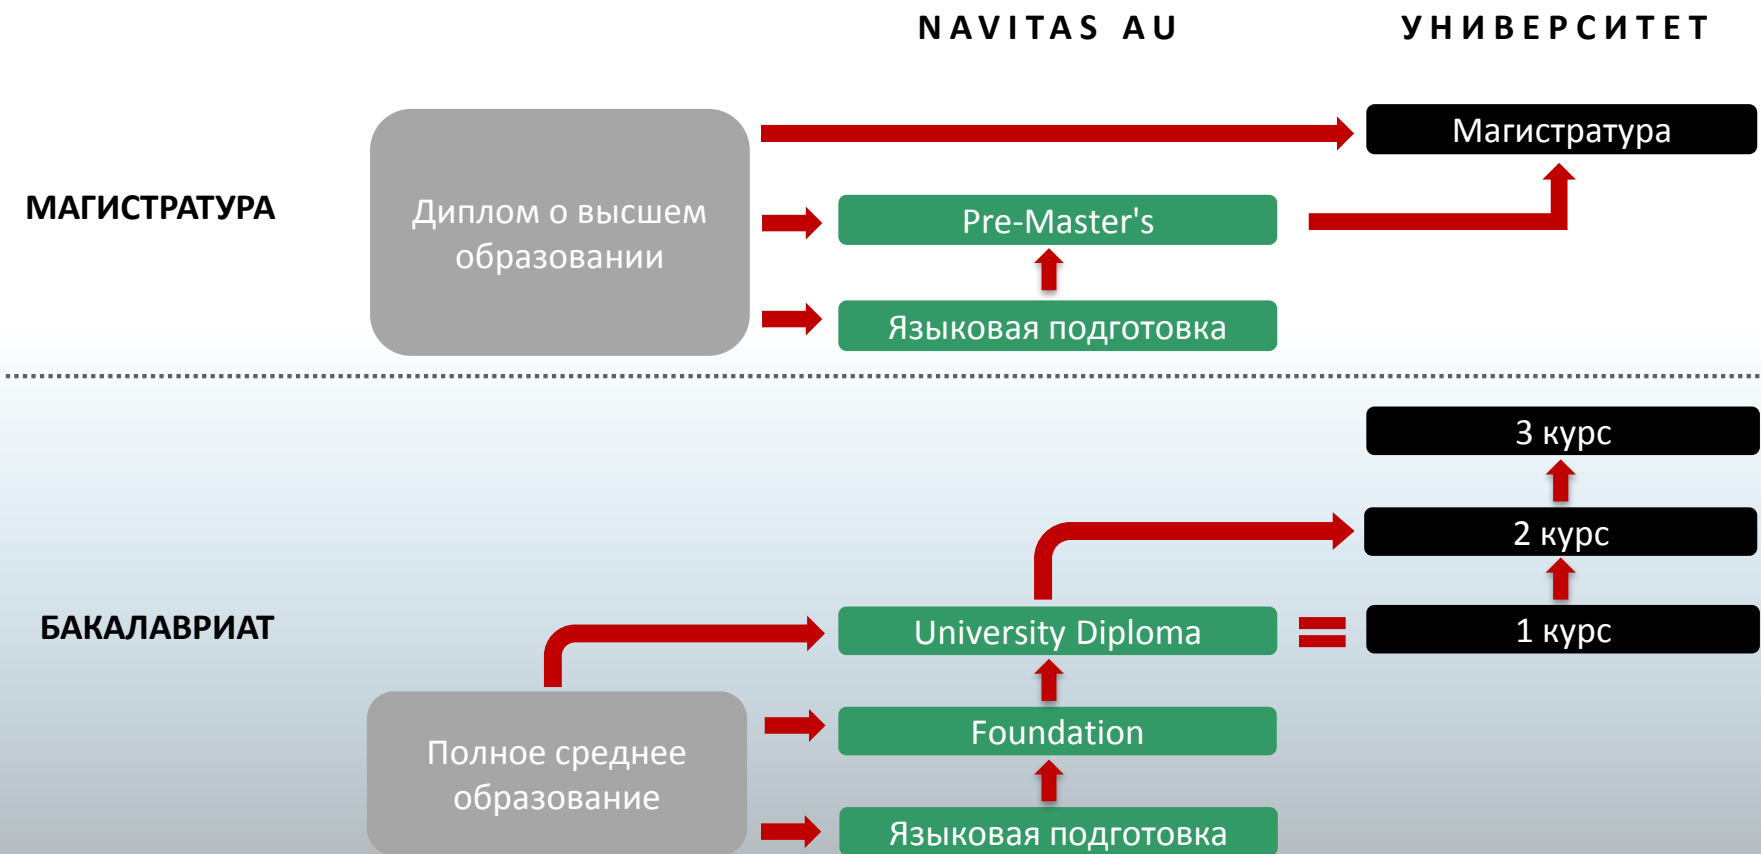 NAVITAS AU
УНИВЕРСИТЕТ
МАГИСТРАТУРА
Диплом о высшем
образовании
Магистратура
Pre-Master's
Языковая подготовка
БАКАЛАВРИАТ
3 курс
2 курс
University Diploma
=
1 курс
Полное среднее
образование
Foundation
Языковая подготовка